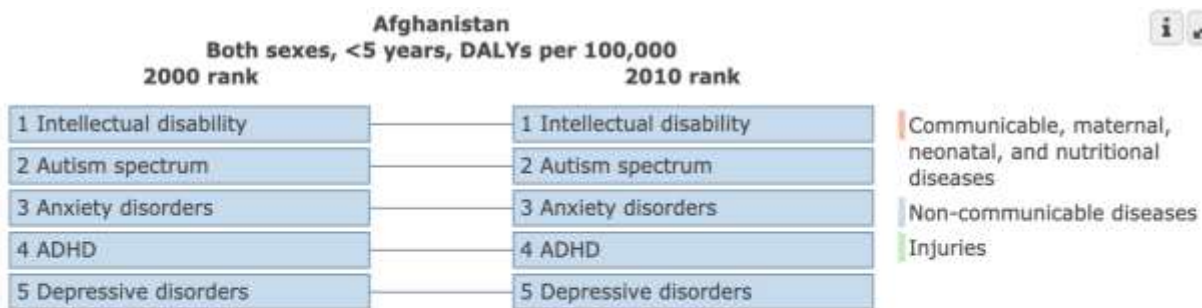 Afghanistan
Both sexes, <5 years, DALYs per 100,000
2000 rank
2010 rank
1 Intellectual disability
1 Intellectual disability
2 Autism spectrum
2 Autism spectrum
3 Anxiety disorders
3 Anxiety disorders
4 ADHD
4 ADHD
5 Depressive disorders
5 Depressive disorders
Communicable, maternal,
neonatal, and nutritional
diseases
Non-communicable diseases
Injuries
i